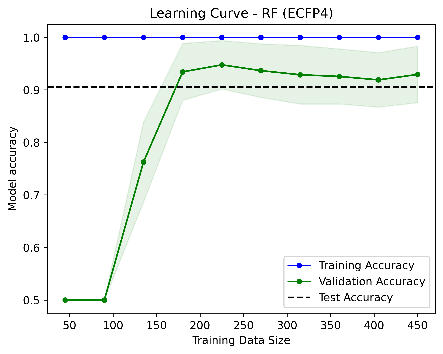 Learning Curve - RF (ECFP4)
1.0
0.9
0.8
0.7
0.6
0.5
Model accuracy
50 100 150 200 250 300 350 400 450
Training Data Size
Training Accuracy
Validation Accuracy
Test Accuracy